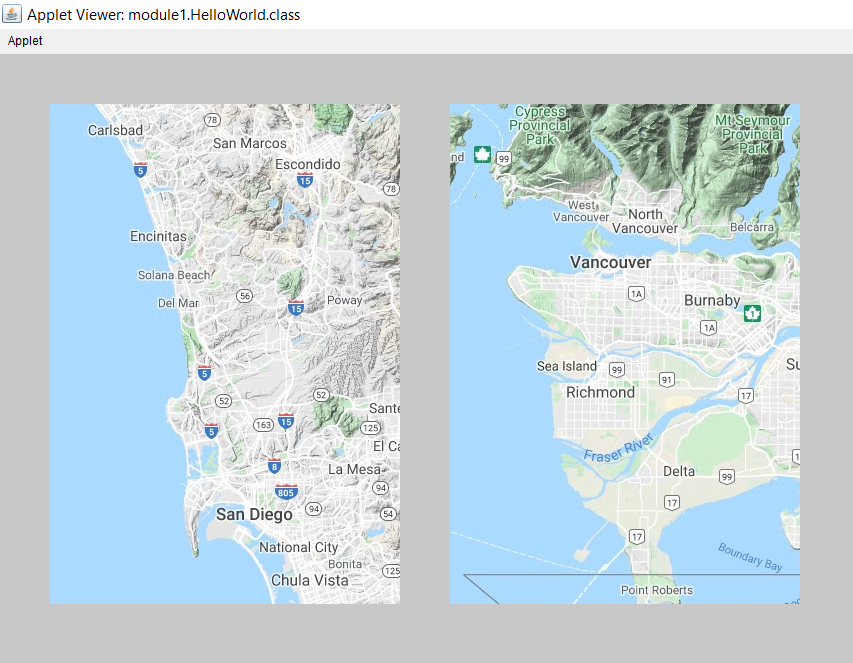 Applet Viewer: module1.HelloWorld.class
Applet
Carlsbad
78
San Marcos
Escondido
5
15
78
Encinitas
Solana Beach
Del Mar
56
15
Poway
5
52
52
163
15
125
Sante
5
El Ca
8
La Mesa
805
94
94
San Diego
54
National City
Bonita
125
Chula Vista
Cypress
Provincial
Park
Mt Seymour
Provincial
Park
nd
99
West
Vancouver
North
Vancouver
Belcarra
Vancouver
1A
Burnaby
1
1A
Sea Island
99
91
Su
Richmond
17
Fraser River
Delta
99
1
17
17
Boundary Bay
Point Roberts